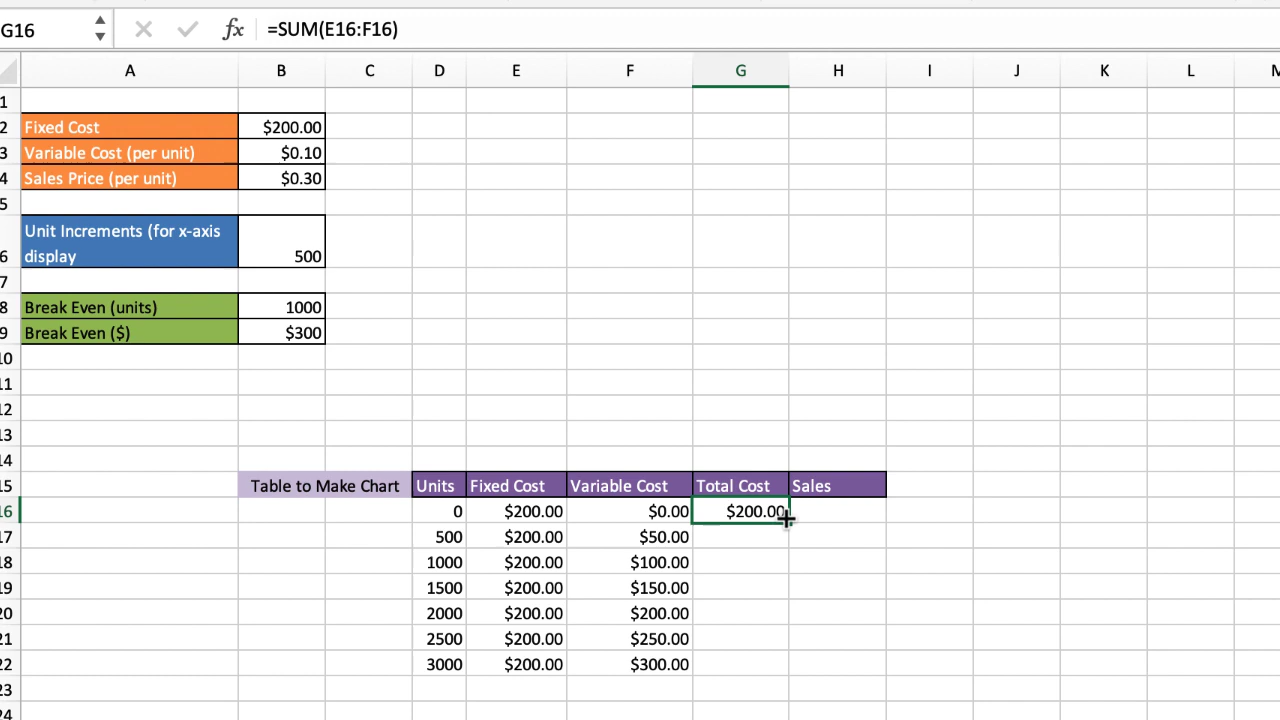 G16 fx =SUM(E16:F16)
A B C D E F G H I J K L M
1
2 Fixed Cost $200.00
3 Variable Cost (per unit) $0.10
4 Sales Price (per unit) $0.30
5
Unit Increments (for x-axis
6 display 500
7
8 Break Even (units) 1000
9 Break Even ($) $300
10
11
12
13
14
15 Table to Make Chart Units Fixed Cost Variable Cost Total Cost Sales
16 0 $200.00 $0.00 $200.00
17 500 $200.00 $50.00
18 1000 $200.00 $100.00
19 1500 $200.00 $150.00
20 2000 $200.00 $200.00
21 2500 $200.00 $250.00
22 3000 $200.00 $300.00
23
24